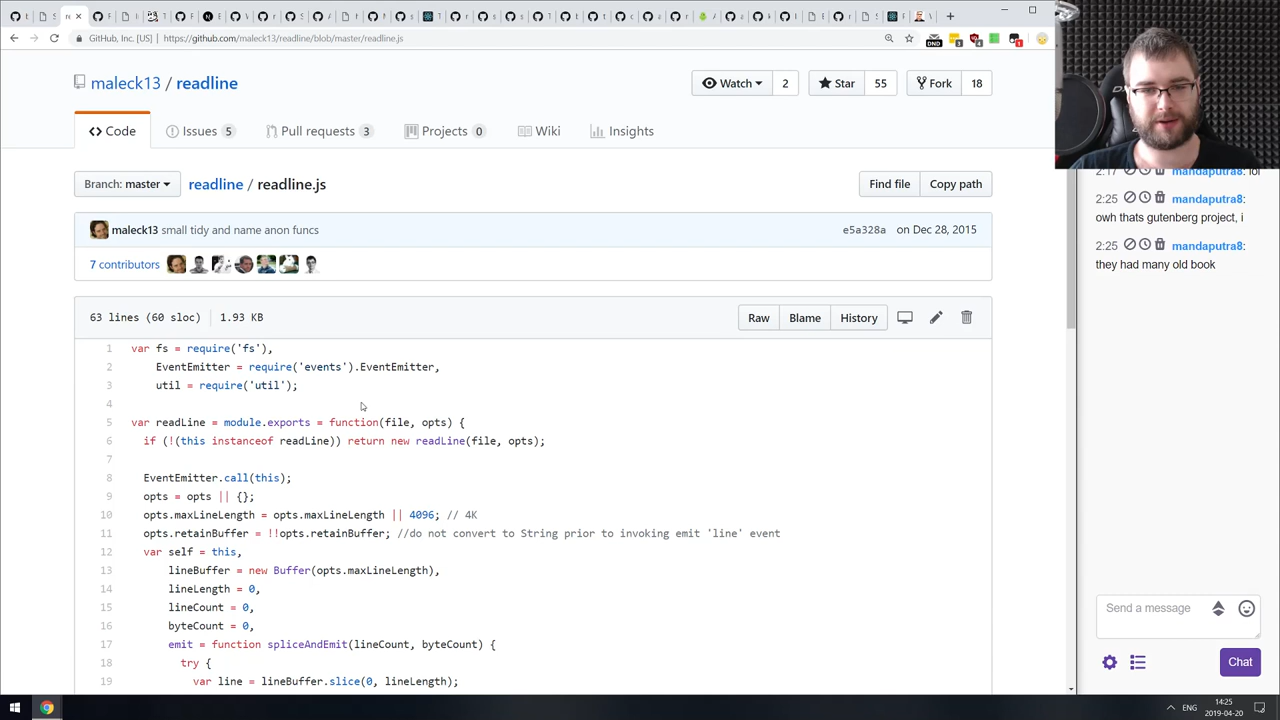 GitHub, Inc. [US] | https://github.com/maleck13/readline/blob/master/readline.js
DND
maleck13 / readline
Watch 2
Star 55
Fork 18
Code
Issues 5
Pull requests 3
Projects 0
Wiki
Insights
Branch: master
readline / readline.js
Find file
Copy path
maleck13 small tidy and name anon funcs
e5a328a on Dec 28, 2015
7 contributors
63 lines (60 sloc) 1.93 KB
Raw
Blame
History
1 var fs = require('fs'),
2 EventEmitter = require('events').EventEmitter,
3 util = require('util');
4
5 var readLine = module.exports = function(file, opts) {
6 if (!(this instanceof readLine)) return new readLine(file, opts);
7
8 EventEmitter.call(this);
9 opts = opts || {};
10 opts.maxLineLength = opts.maxLineLength || 4096; // 4K
11 opts.retainBuffer = !!opts.retainBuffer; //do not convert to String prior to invoking emit 'line' event
12 var self = this,
13 lineBuffer = new Buffer(opts.maxLineLength),
14 lineLength = 0,
15 lineCount = 0,
16 byteCount = 0,
17 emit = function spliceAndEmit(lineCount, byteCount) {
18 try {
19 var line = lineBuffer.slice(0, lineLength);
2:17 mandaputra8: lol
2:25 mandaputra8:
owh thats gutenberg project, i
2:25 mandaputra8:
they had many old book
Send a message
Chat
ENG
14:25
2019-04-20